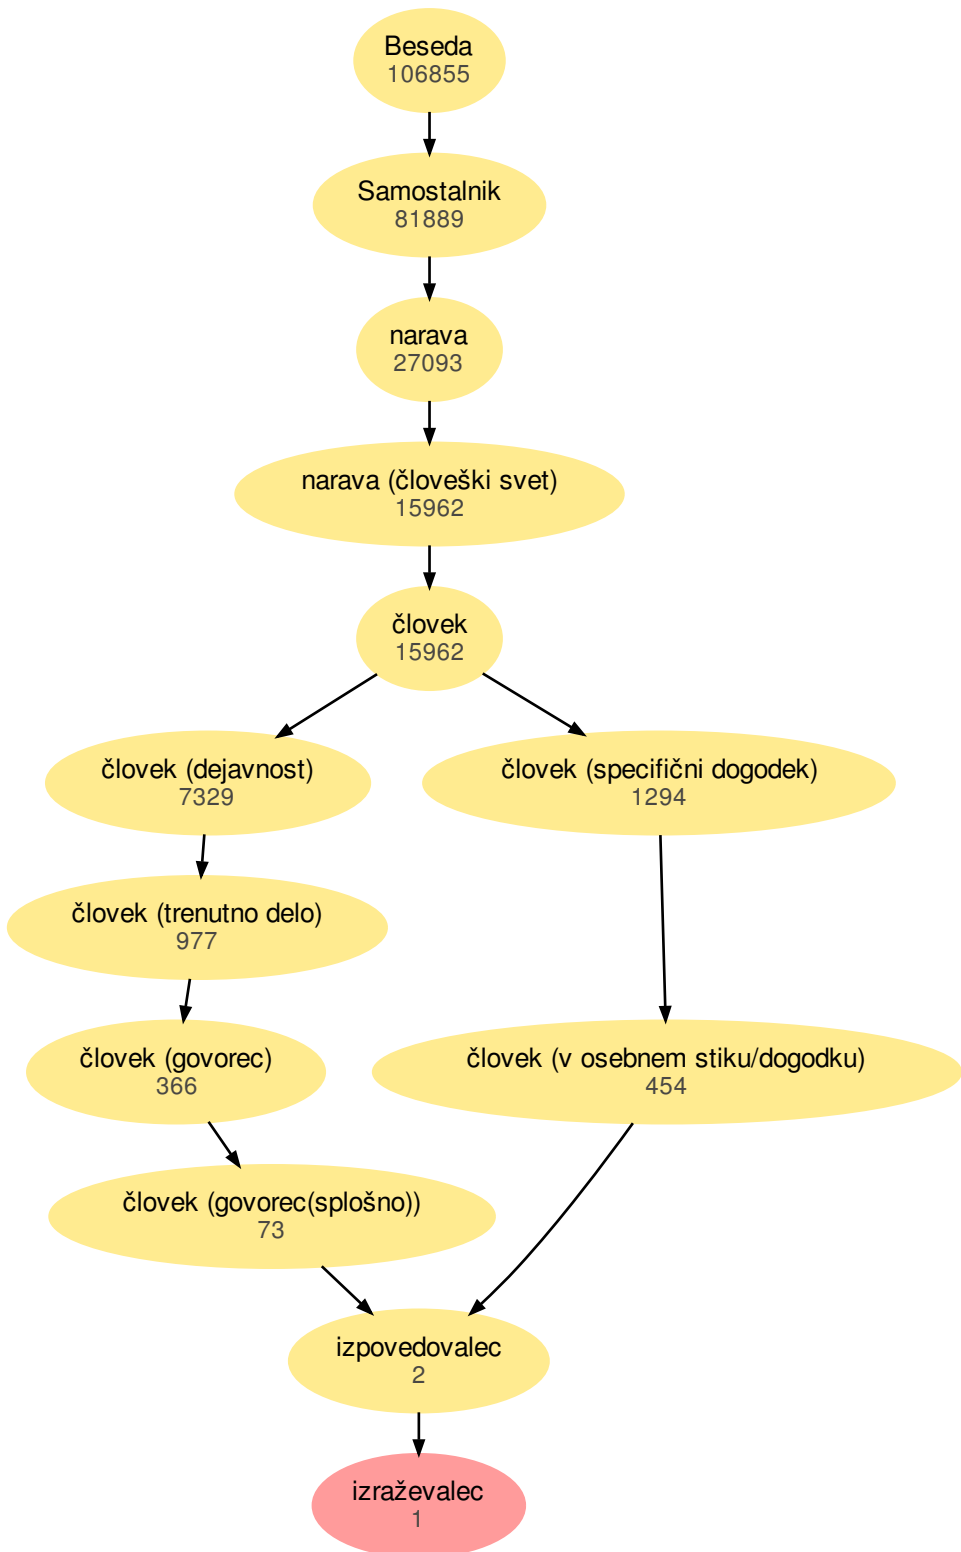 Beseda
106855
Samostalnik
81889
narava
27093
narava (človeški svet)
15962
človek
15962
človek (dejavnost)
7329
človek (specifični dogodek)
1294
človek (trenutno delo)
977
človek (govorec)
366
človek (v osebnem stiku/dogodku)
454
človek (govorec(splošno))
73
izpovedovalec
2
izraževalec
1